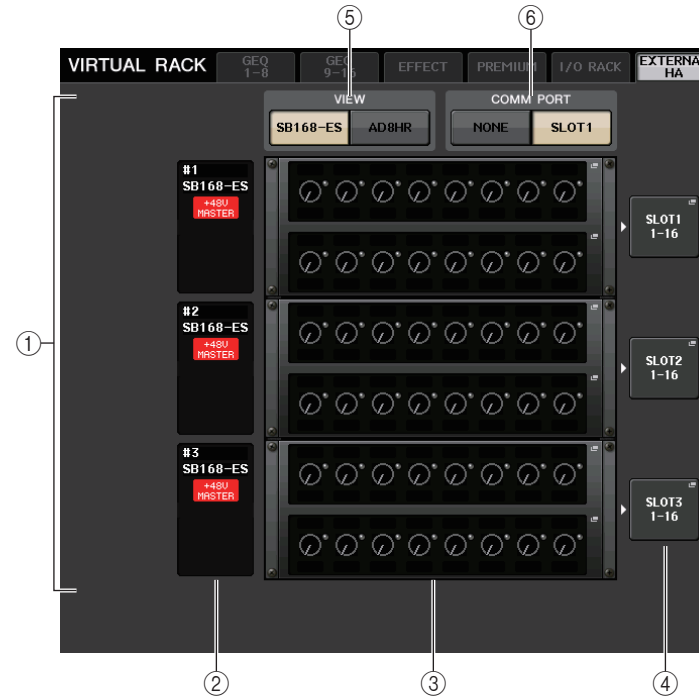 ⑤ ⑥
VIRTUAL RACK
GEQ 1-8
GEQ 9-16
EFFECT
PREMIUM
I/O RACK
EXTERNA
HA
VIEW
SB168-ES
AD8HR
COMM PORT
NONE
SLOT1
①
#1
SB168-ES
+48V
MASTER
SLOT1
1-16
#2
SB168-ES
+48V
MASTER
SLOT2
1-16
#3
SB168-ES
+48V
MASTER
SLOT3
1-16
② ③ ④